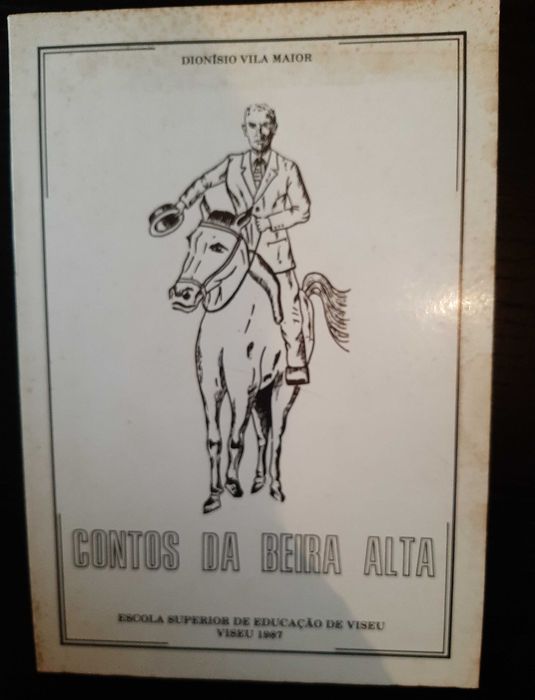 DIONÍSIO VILA MAIOR
CONTOS DA BEIRA ALTA
ESCOLA SUPERIOR DE EDUCAÇÃO DE VISEU
VISEU 1987